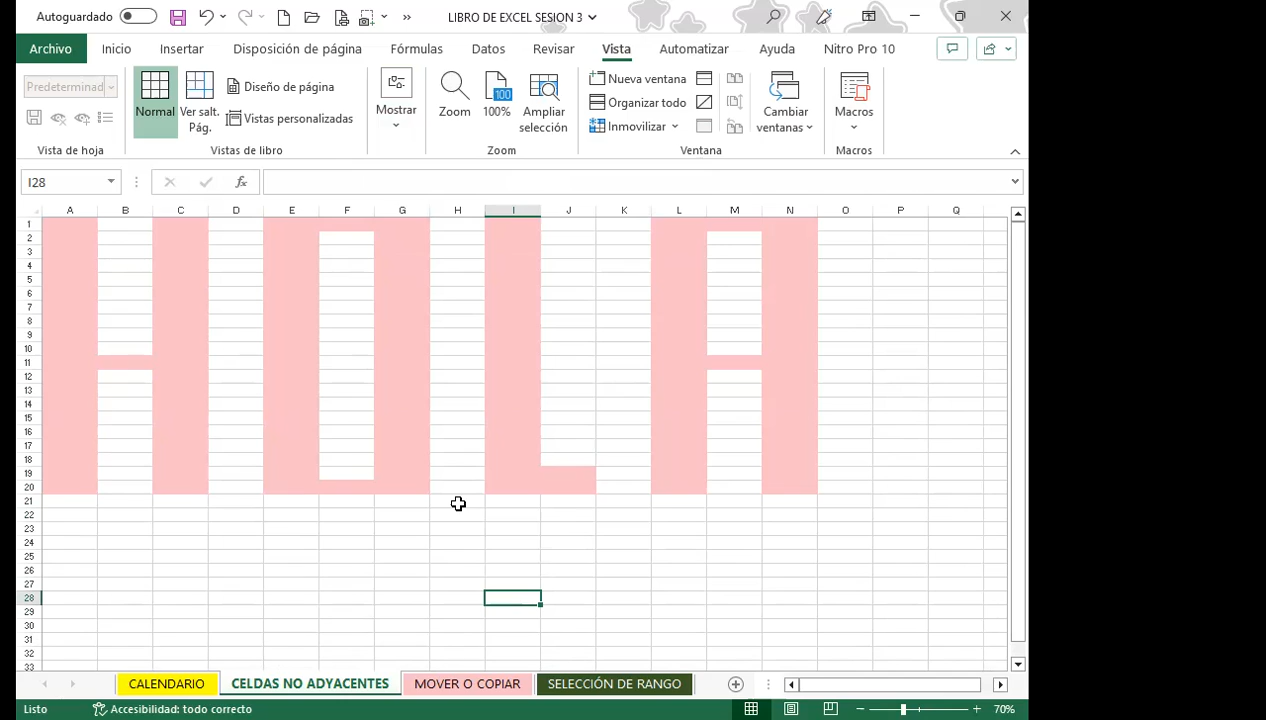 Autoguardado
LIBRO DE EXCEL SESION 3
Archivo Inicio Insertar Disposición de página Fórmulas Datos Revisar Vista Automatizar Ayuda Nitro Pro 10
Predeterminad
Vista de hoja
Normal
Ver salt. Pág.
Diseño de página
Vistas personalizadas
Vistas de libro
Mostrar
Zoom
100
100%
Ampliar selección
Zoom
Nueva ventana
Organizar todo
Inmovilizar
Cambiar ventanas
Ventana
Macros
Macros
I28
fx
A B C D E F G H I J K L M N O P Q
1
2
3
4
5
6
7
8
9
10
11
12
13
14
15
16
17
18
19
20
21
22
23
24
25
26
27
28
29
30
31
32
33
HOLA
CALENDARIO CELDAS NO ADYACENTES MOVER O COPIAR SELECCIÓN DE RANGO
Listo Accesibilidad: todo correcto 70%